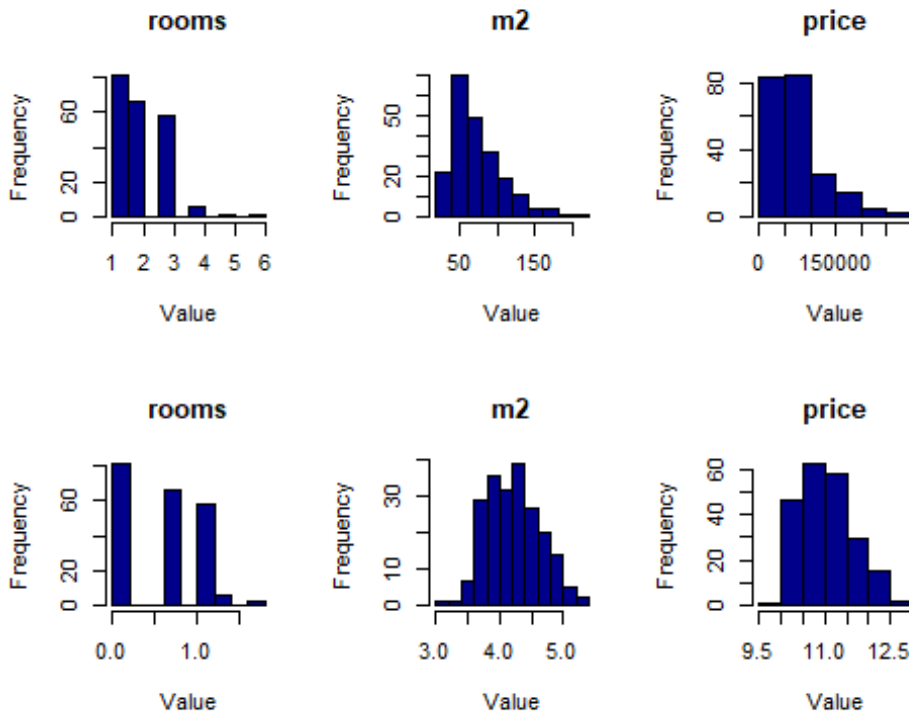 rooms
Frequency
0 20 60
1 2 3 4 5 6
Value
m2
Frequency
0 20 50
50 150
Value
price
Frequency
0 40 80
0 150000
Value
rooms
Frequency
0 20 60
0.0 1.0
Value
m2
Frequency
0 10 30
3.0 4.0 5.0
Value
price
Frequency
0 20 40 60
9.5 11.0 12.5
Value